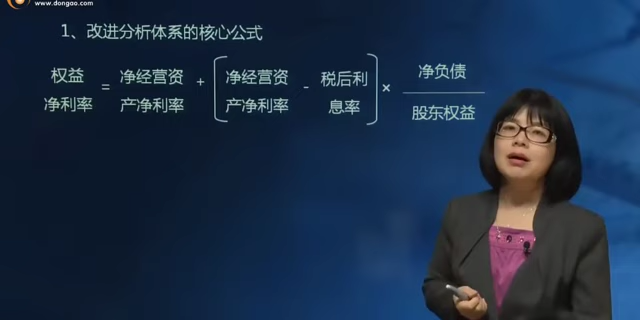 www.dongao.com
1、改进分析体系的核心公式
权益净利率 = 净经营资产净利率 + [净经营资产净利率 - 税后利息率] × 净负债
股东权益